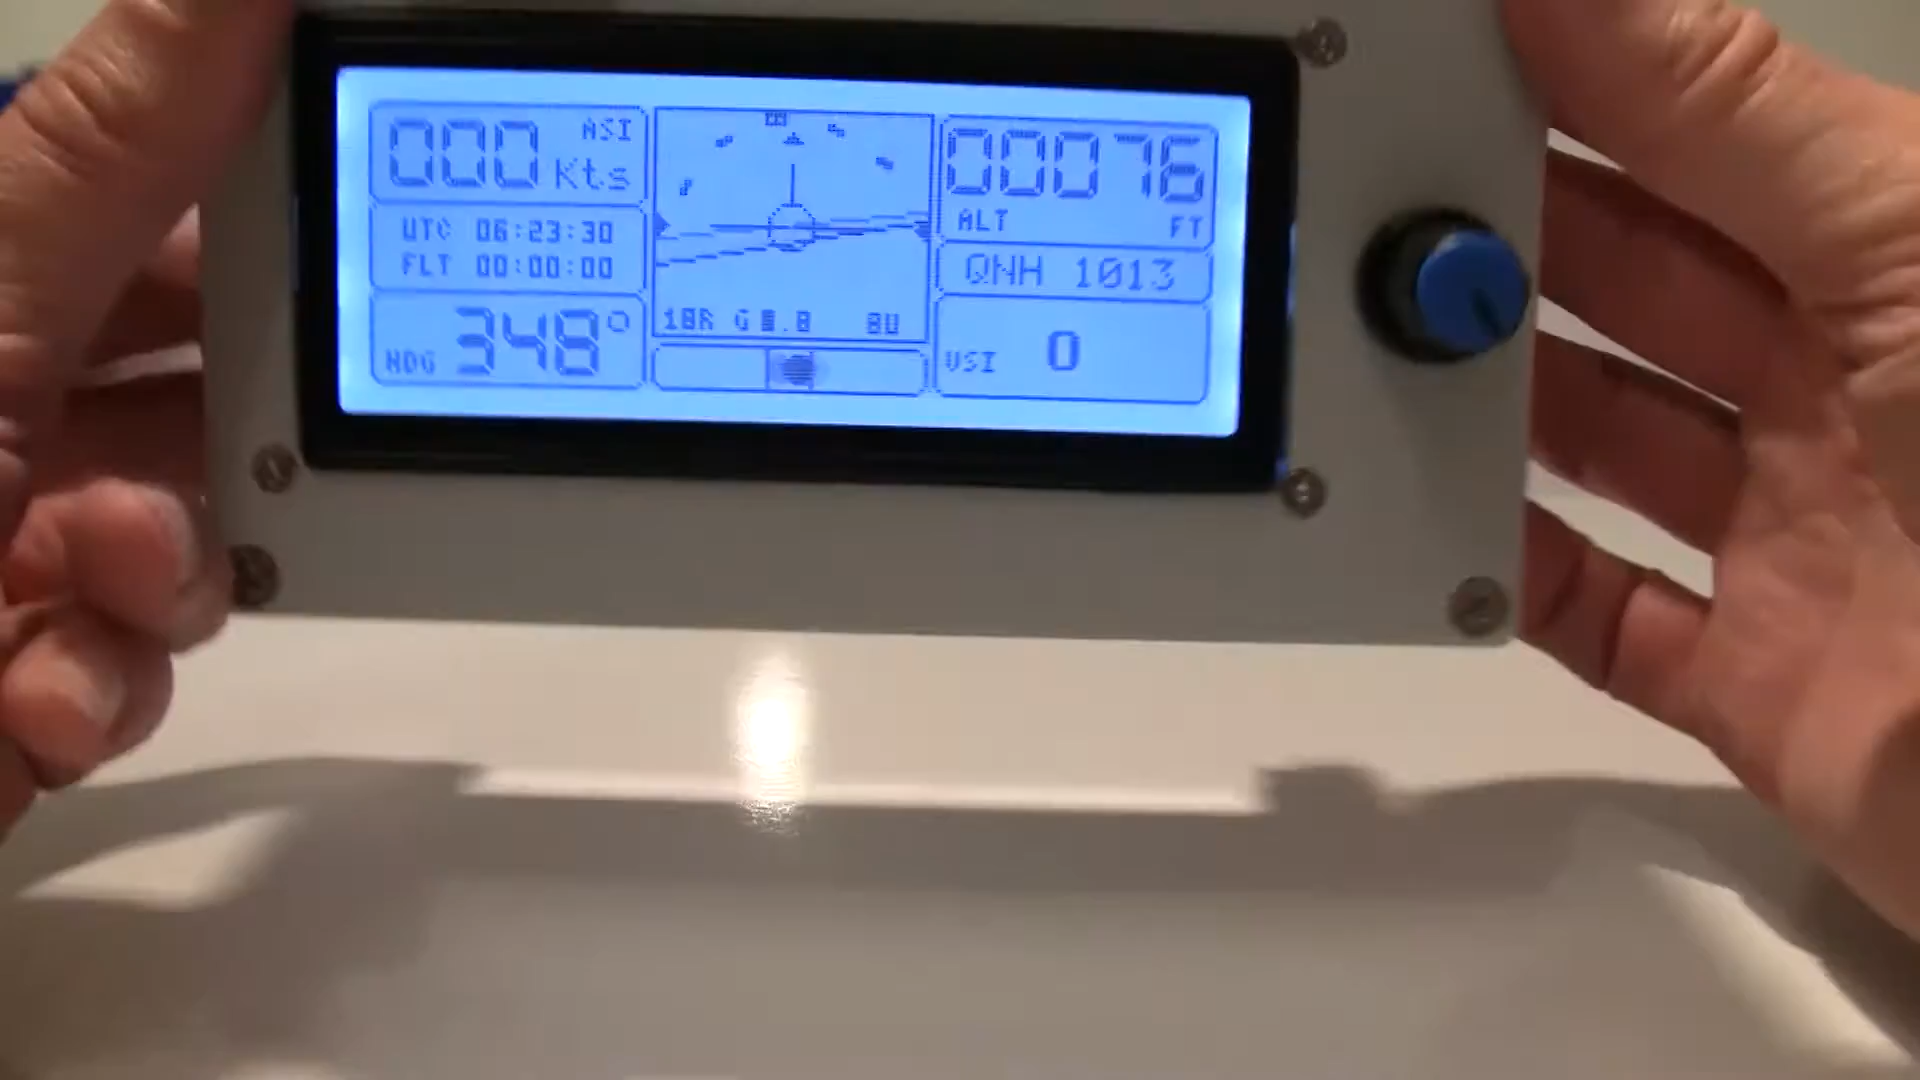 000 ASI
Kts
UTC 06:23:30
FLT 00:00:00
HDG 348°
00076
ALT FT
QNH 1013
VSI 0